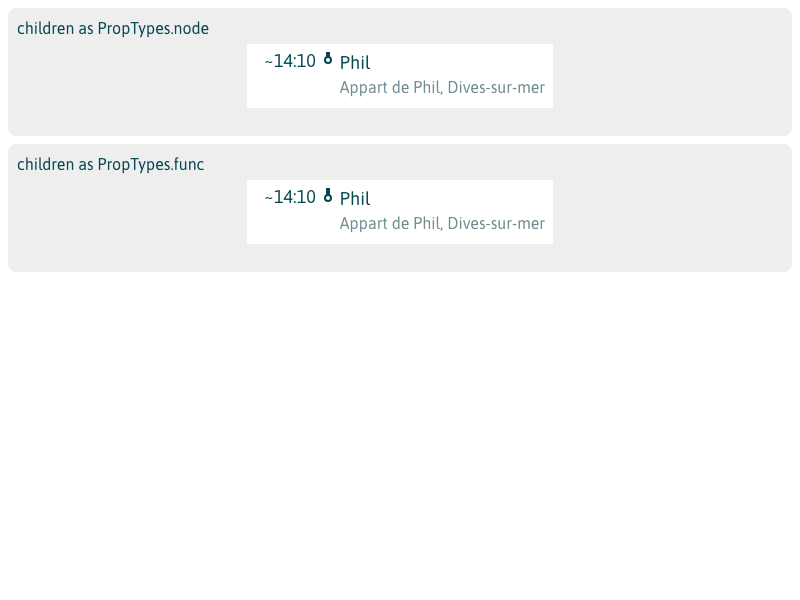 children as PropTypes.node
~14:10 Phil
Appart de Phil, Dives-sur-mer
children as PropTypes.func
~14:10 Phil
Appart de Phil, Dives-sur-mer